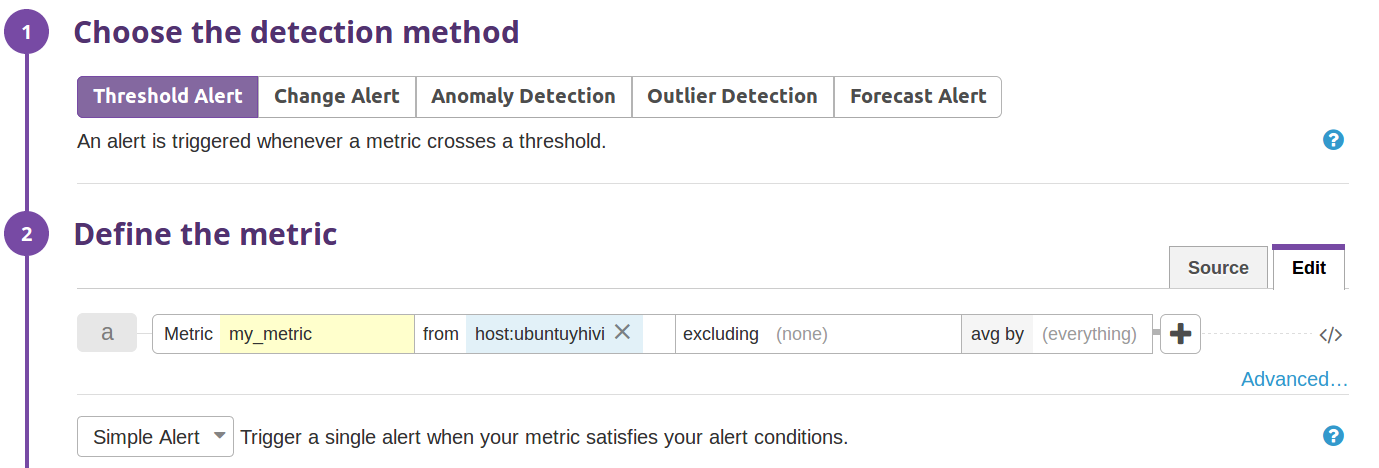 1 Choose the detection method
Threshold Alert Change Alert Anomaly Detection Outlier Detection Forecast Alert
An alert is triggered whenever a metric crosses a threshold. ?
2 Define the metric
Source Edit
a Metric my_metric from host:ubuntuyhivi × excluding (none) avg by (everything) + </>
Advanced…
Simple Alert Trigger a single alert when your metric satisfies your alert conditions. ?